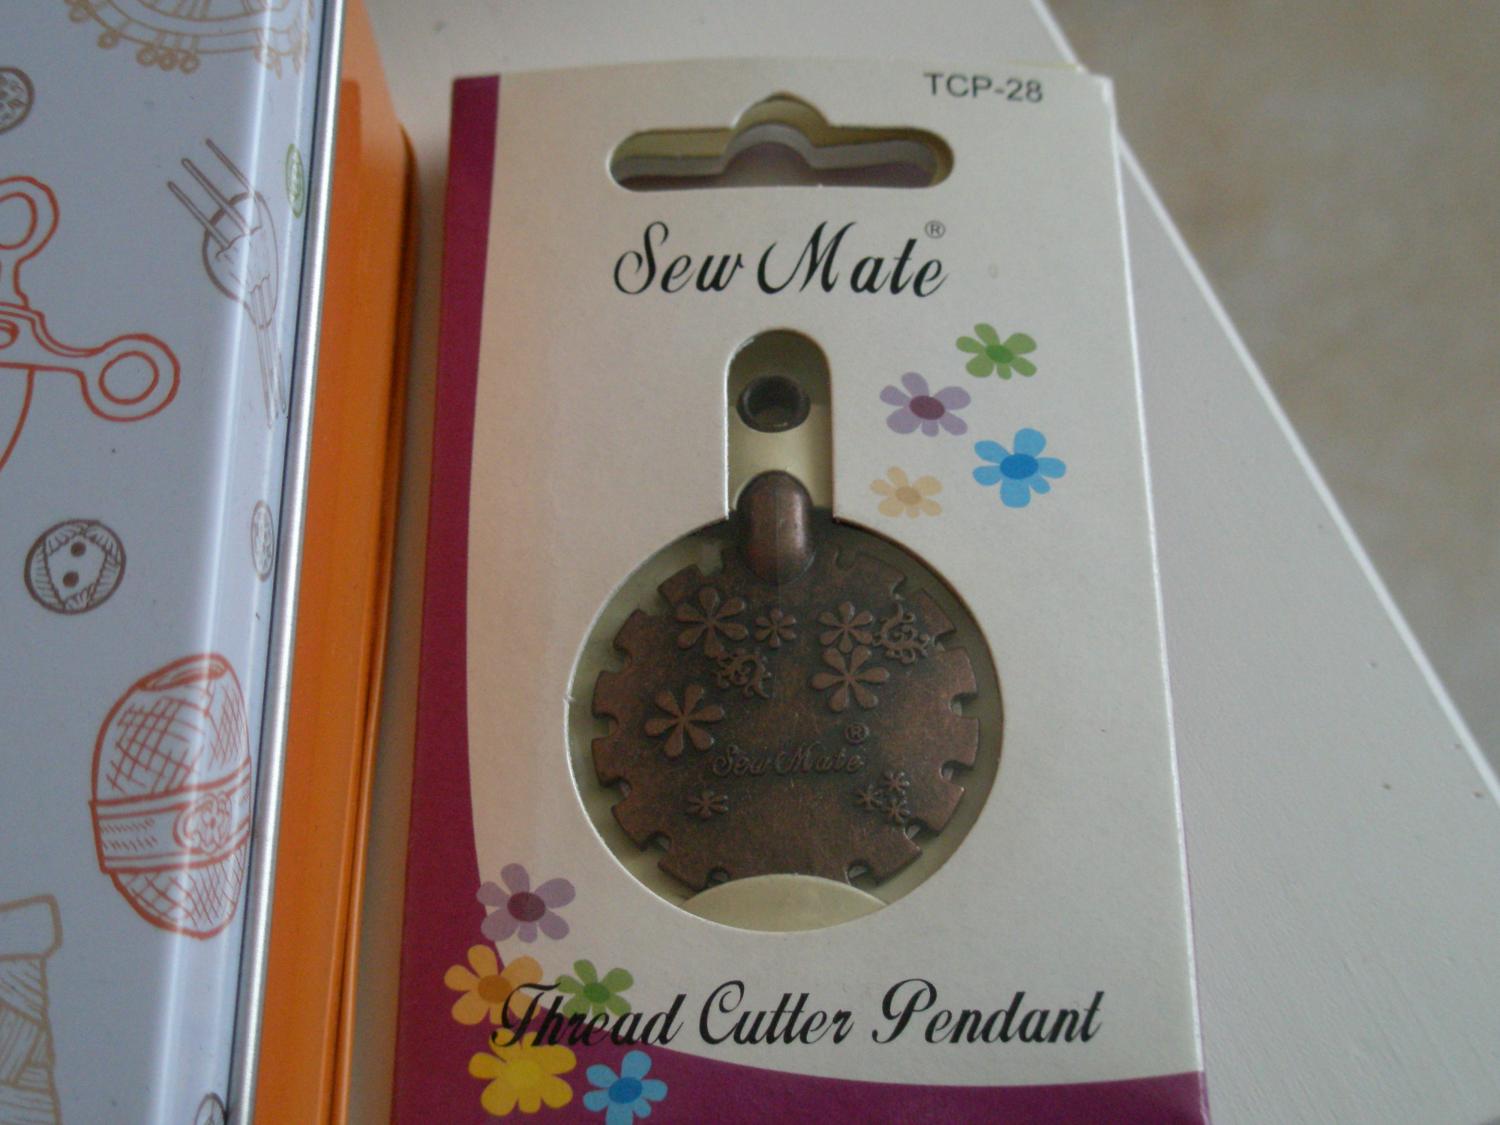 TCP-28
Sew Mate®
Sew Mate®
Thread Cutter Pendant